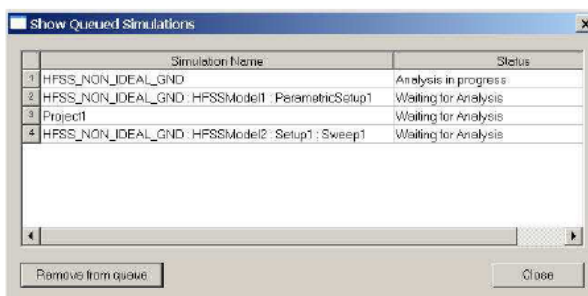 Show Queued Simulations
Simulation Name Status
1 HFSS_NON_IDEAL_GND Analysis in progress
2 HFSS_NON_IDEAL_GND : HFSSModel1 : ParametricSetup1 Waiting for Analysis
3 Project1 Waiting for Analysis
4 HFSS_NON_IDEAL_GND : HFSSModel2 : Setup1 : Sweep1 Waiting for Analysis
Remove from queue Close